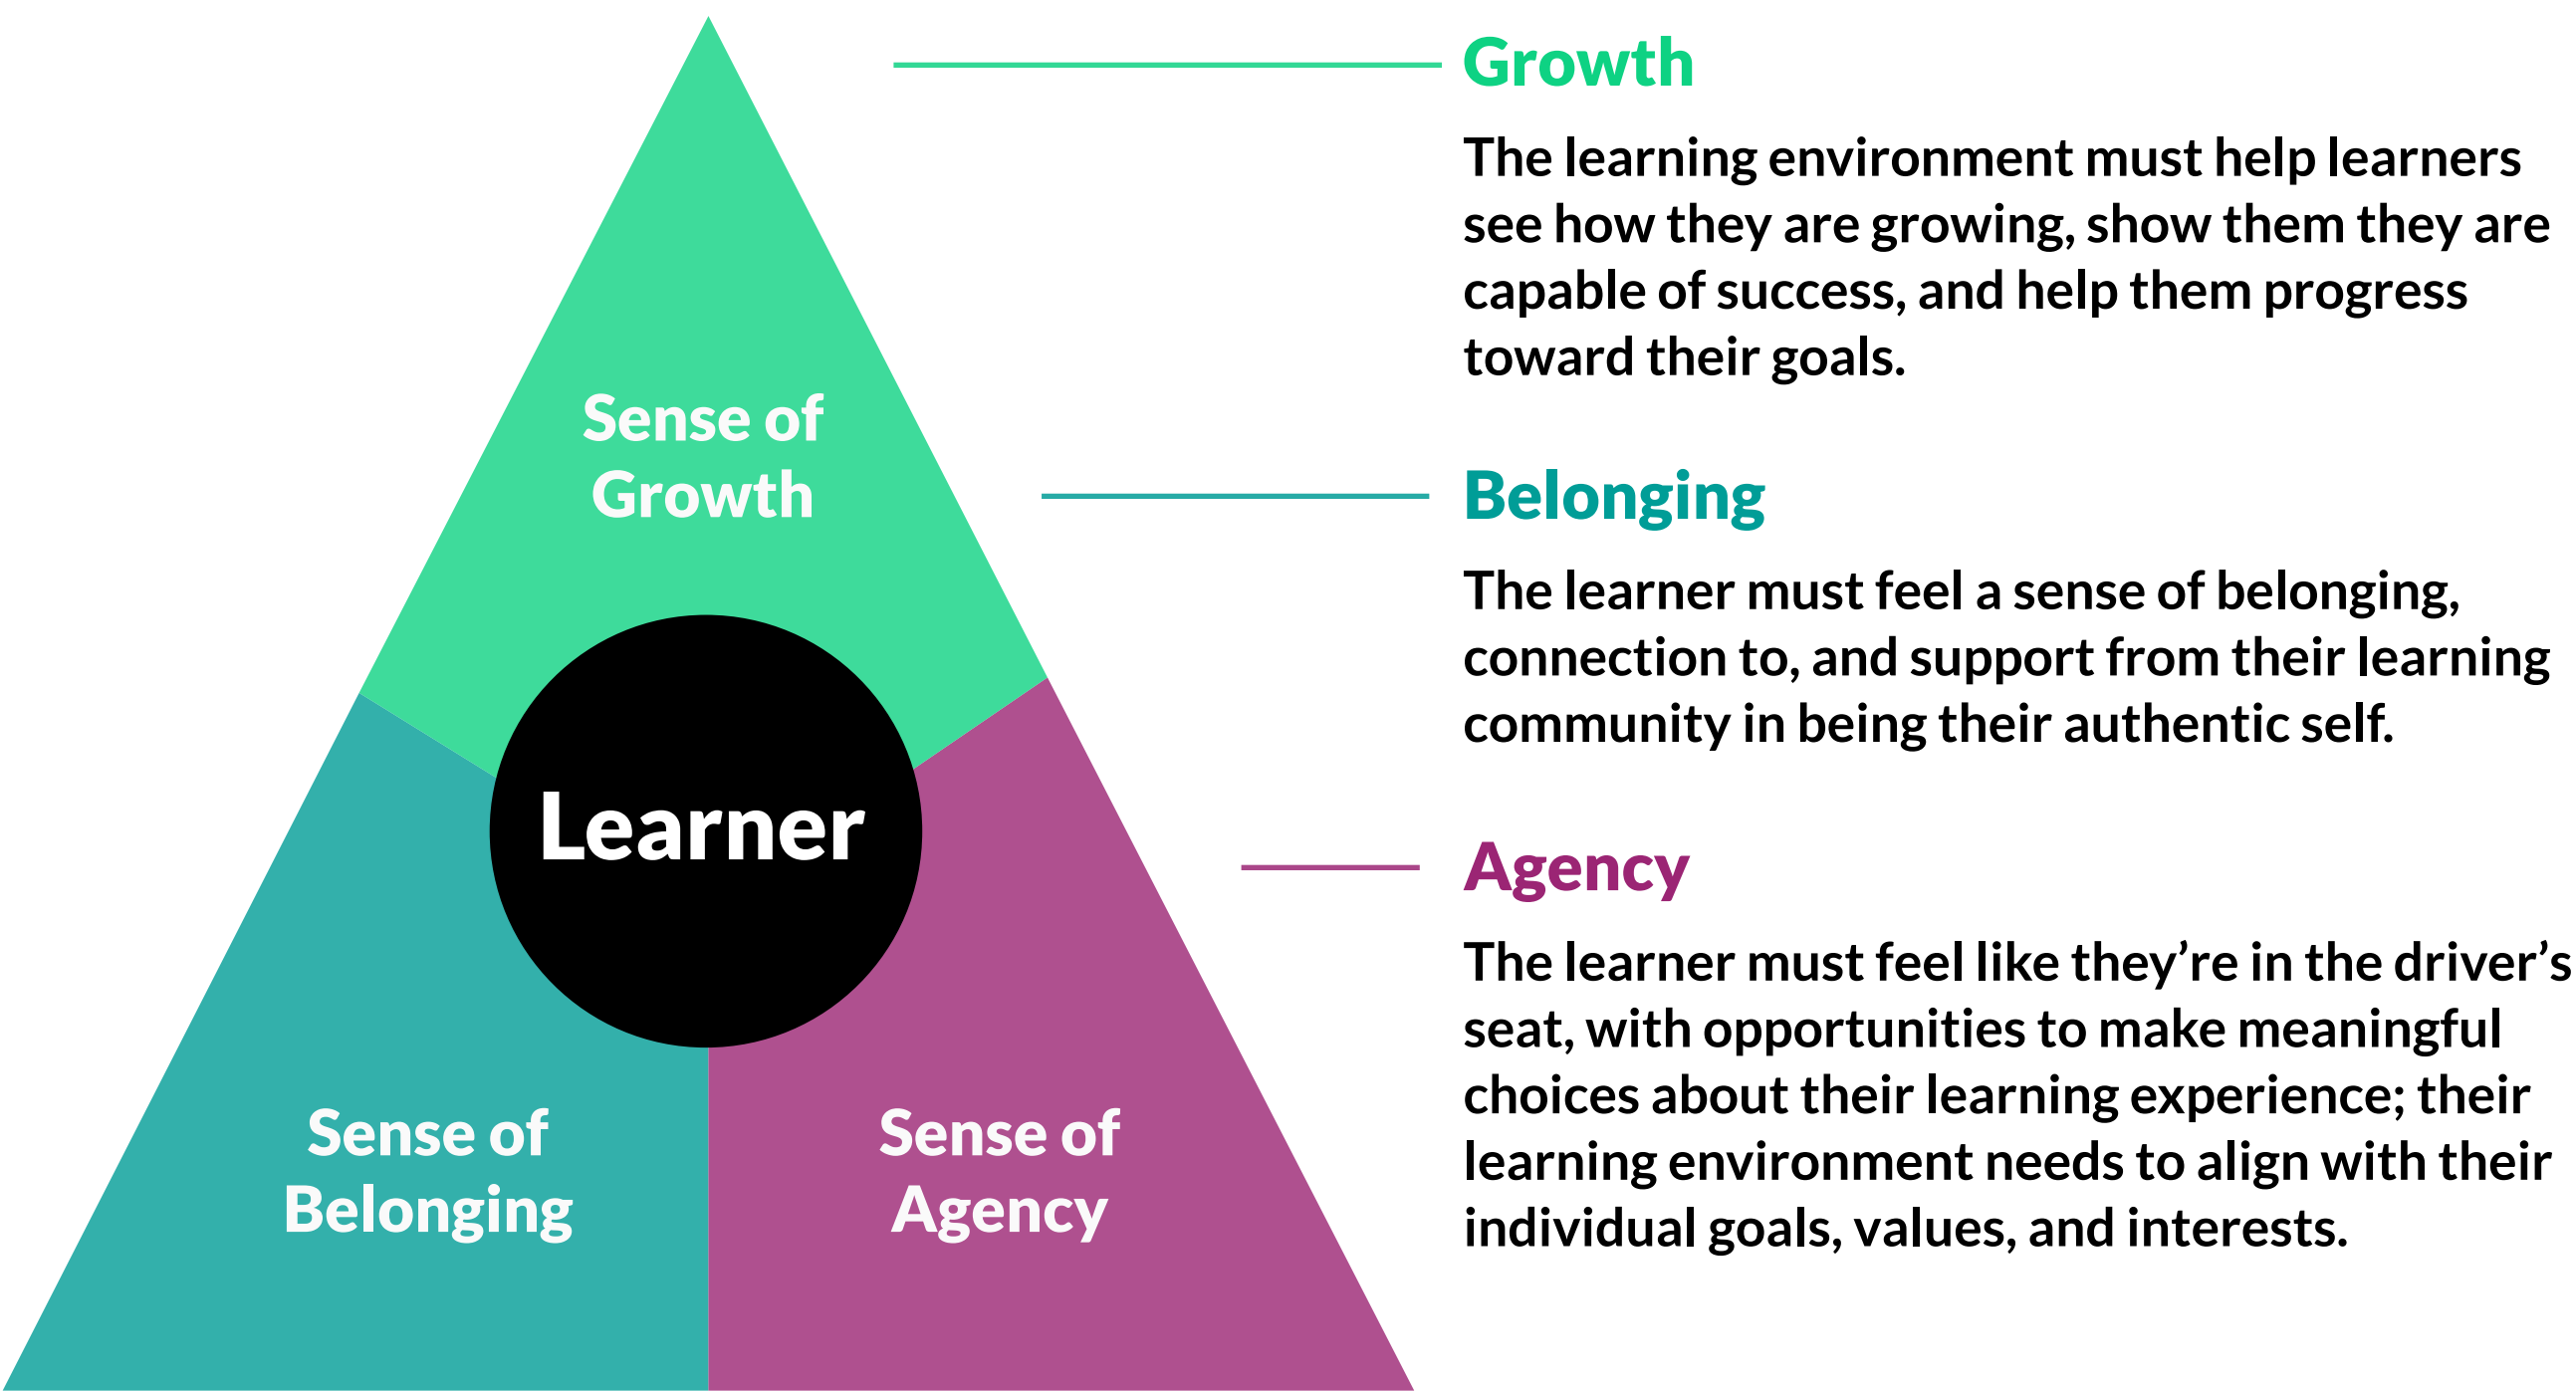 Sense of
Growth
Learner
Sense of
Belonging
Sense of
Agency
Growth
The learning environment must help learners
see how they are growing, show them they are
capable of success, and help them progress
toward their goals.
Belonging
The learner must feel a sense of belonging,
connection to, and support from their learning
community in being their authentic self.
Agency
The learner must feel like they’re in the driver’s
seat, with opportunities to make meaningful
choices about their learning experience; their
learning environment needs to align with their
individual goals, values, and interests.